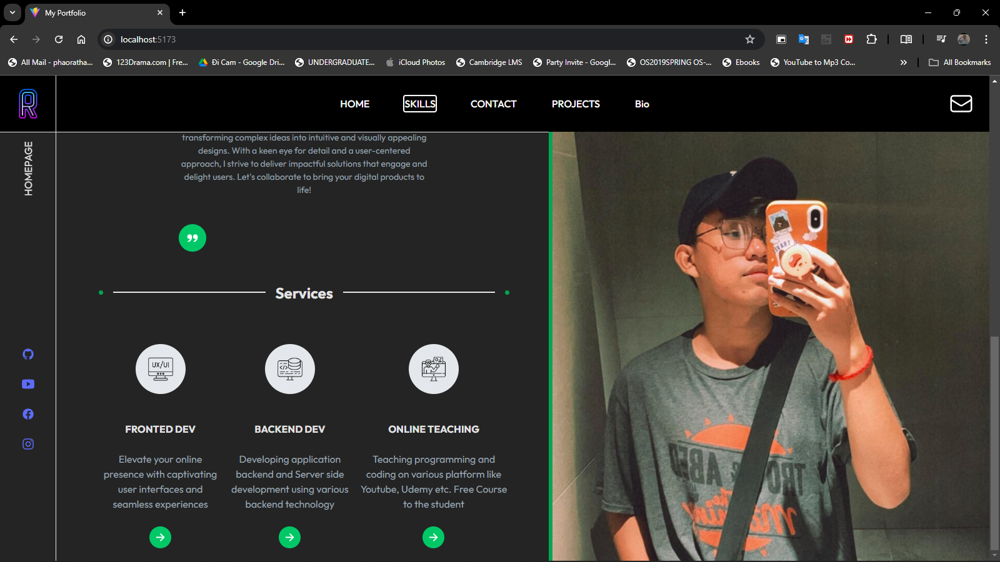 My Portfolio
localhost:5173
All Mail - phaoratha...
123Drama.com | Fre...
Đi Cam - Google Dri...
UNDERGRADUATE...
iCloud Photos
Cambridge LMS
Party Invite - Googl...
OS2019SPRING OS-...
Ebooks
YouTube to Mp3 Co...
All Bookmarks
R
HOME
SKILLS
CONTACT
PROJECTS
Bio
HOMEPAGE
transforming complex ideas into intuitive and visually appealing
designs. With a keen eye for detail and a user-centered
approach, I strive to deliver impactful solutions that engage and
delight users. Let's collaborate to bring your digital products to
life!
Services
UX/UI
FRONTED DEV
Elevate your online
presence with captivating
user interfaces and
seamless experiences
BACKEND DEV
Developing application
backend and Server side
development using various
backend technology
ONLINE TEACHING
Teaching programming and
coding on various platform like
Youtube, Udemy etc. Free Course
to the student